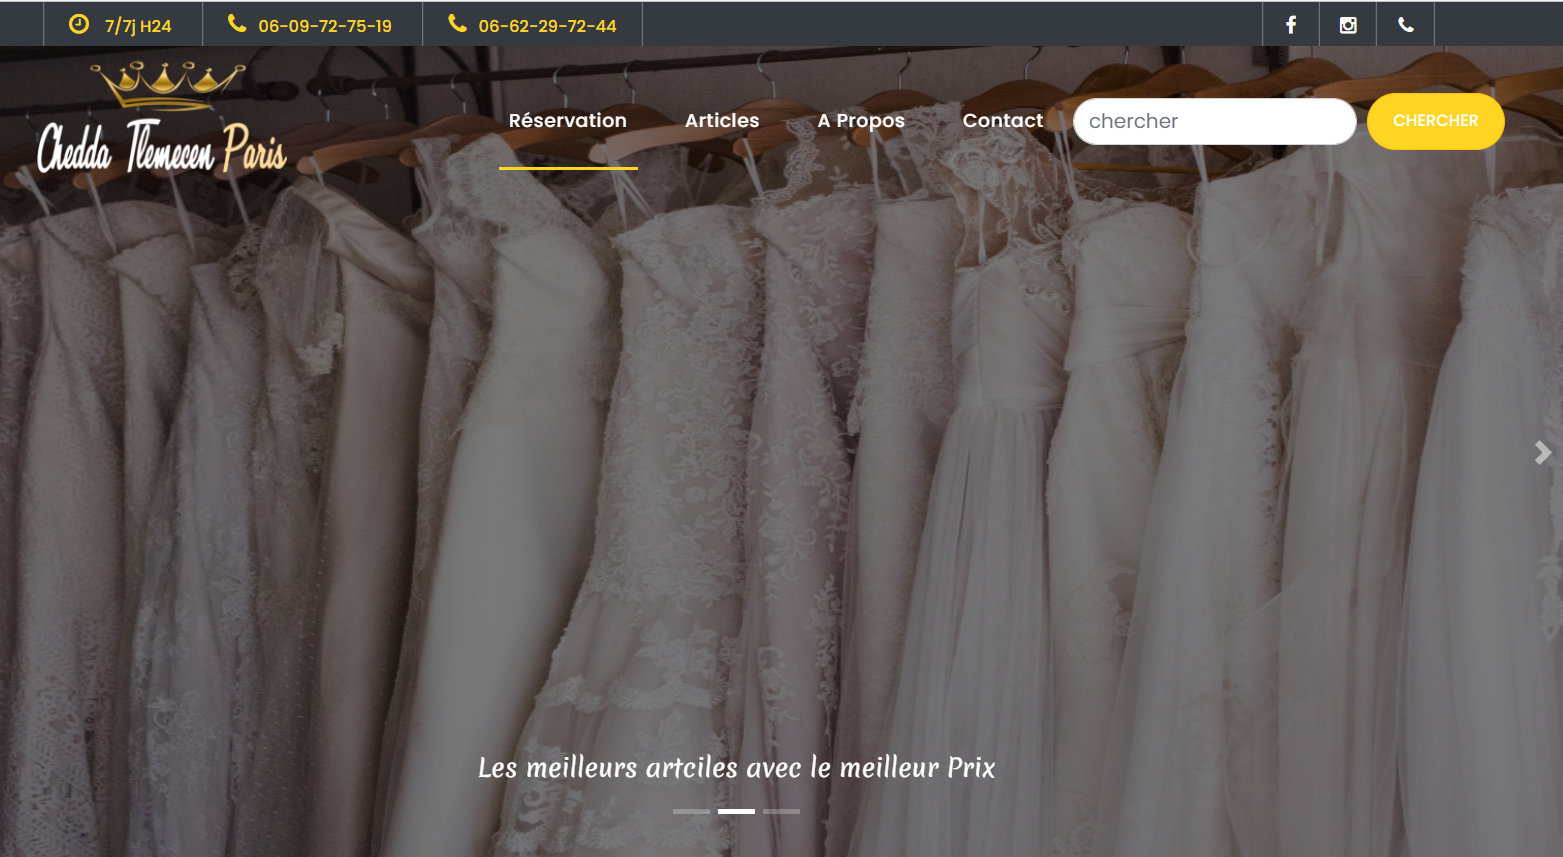 7/7j H24
06-09-72-75-19
06-62-29-72-44
Chedda Tlemecen Paris
Réservation
Articles
A Propos
Contact
chercher
CHERCHER
Les meilleurs artciles avec le meilleur Prix